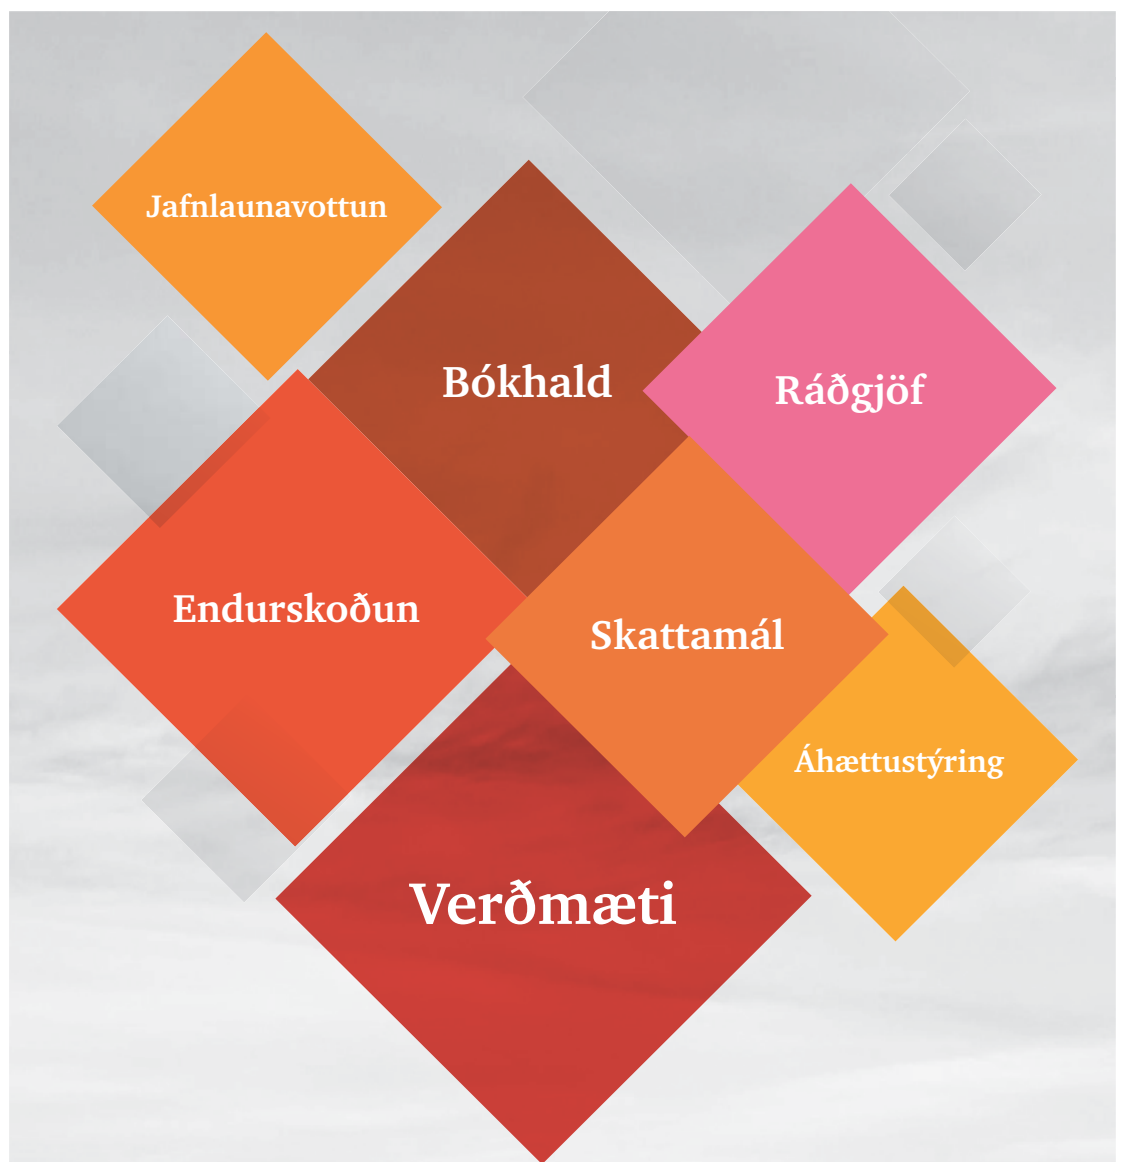 Jafnlaunavottun
Bókhald
Ráðgjöf
Endurskoðun
Skattamál
Áhættustýring
Verðmæti